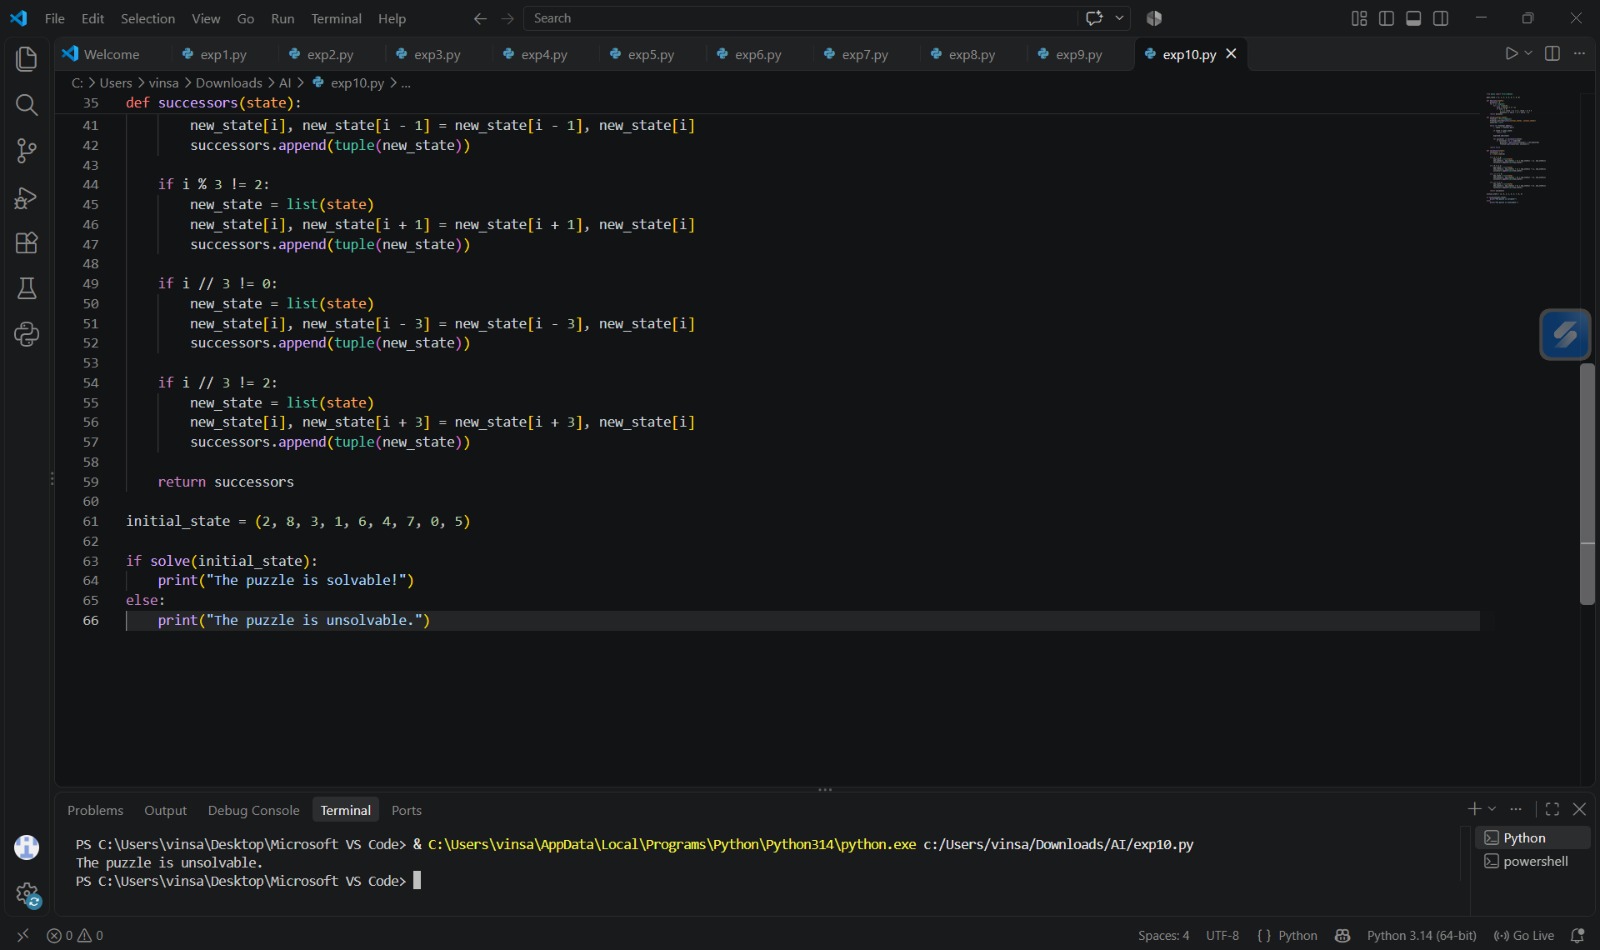 File Edit Selection View Go Run Terminal Help
Search
Welcome exp1.py exp2.py exp3.py exp4.py exp5.py exp6.py exp7.py exp8.py exp9.py exp10.py
C: > Users > vinsa > Downloads > AI > exp10.py > ...
35 def successors(state):
41 new_state[i], new_state[i - 1] = new_state[i - 1], new_state[i]
42 successors.append(tuple(new_state))
43
44 if i % 3 != 2:
45 new_state = list(state)
46 new_state[i], new_state[i + 1] = new_state[i + 1], new_state[i]
47 successors.append(tuple(new_state))
48
49 if i // 3 != 0:
50 new_state = list(state)
51 new_state[i], new_state[i - 3] = new_state[i - 3], new_state[i]
52 successors.append(tuple(new_state))
53
54 if i // 3 != 2:
55 new_state = list(state)
56 new_state[i], new_state[i + 3] = new_state[i + 3], new_state[i]
57 successors.append(tuple(new_state))
58
59 return successors
60
61 initial_state = (2, 8, 3, 1, 6, 4, 7, 0, 5)
62
63 if solve(initial_state):
64 print("The puzzle is solvable!")
65 else:
66 print("The puzzle is unsolvable.")
Problems Output Debug Console Terminal Ports
PS C:\Users\vinsa\Desktop\Microsoft VS Code> & C:\Users\vinsa\AppData\Local\Programs\Python\Python314\python.exe c:/Users/vinsa/Downloads/AI/exp10.py
The puzzle is unsolvable.
PS C:\Users\vinsa\Desktop\Microsoft VS Code>
Python
powershell
0 0 Spaces: 4 UTF-8 { } Python Python 3.14 (64-bit) Go Live